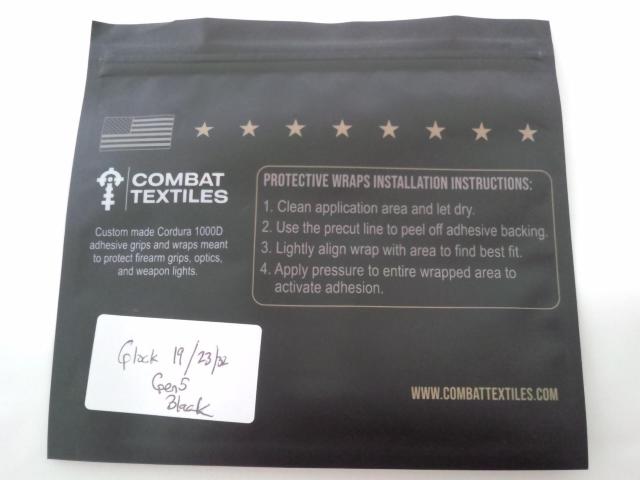 COMBAT
TEXTILES
Custom made Cordura 1000D
adhesive grips and wraps meant
to protect firearm grips, optics,
and weapon lights.
PROTECTIVE WRAPS INSTALLATION INSTRUCTIONS:
1. Clean application area and let dry.
2. Use the precut line to peel off adhesive backing.
3. Lightly align wrap with area to find best fit.
4. Apply pressure to entire wrapped area to
activate adhesion.
Glock 19/23/32
Gen5
Black
WWW.COMBATTEXTILES.COM